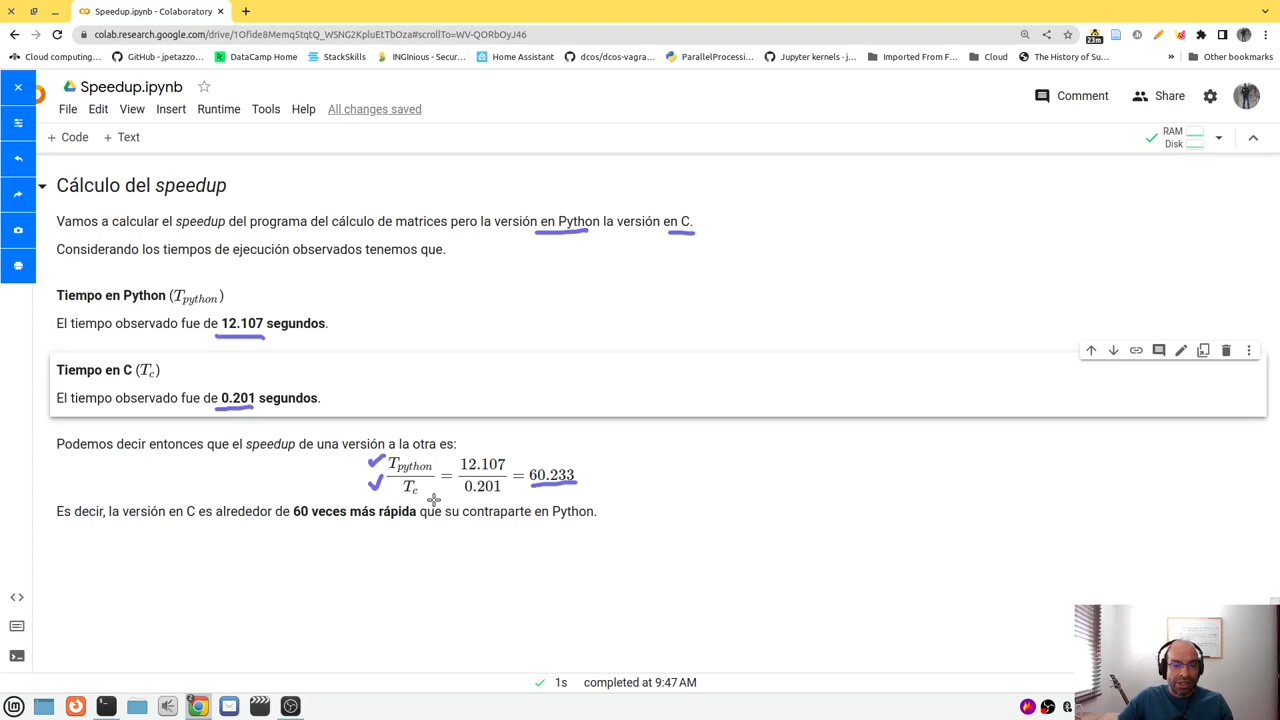 Speedup.ipynb - Colaboratory
colab.research.google.com/drive/1Ofide8Memq5tqtQ_WSNG2KpluEtTbOza#scrollTo=WV-QORbOyJ46
23m
Cloud computing... GitHub - jpetazzo... DataCamp Home StackSkills INGInious - Secur... Home Assistant dcos/dcos-vagra... ParallelProcessi... Jupyter kernels · j... Imported From F... Cloud The History of Su... » Other bookmarks
Speedup.ipynb
Comment Share
File Edit View Insert Runtime Tools Help All changes saved
+ Code + Text
RAM
Disk
Cálculo del speedup
Vamos a calcular el speedup del programa del cálculo de matrices pero la versión en Python la versión en C.
Considerando los tiempos de ejecución observados tenemos que.
Tiempo en Python (T_python)
El tiempo observado fue de 12.107 segundos.
Tiempo en C (T_c)
El tiempo observado fue de 0.201 segundos.
Podemos decir entonces que el speedup de una versión a la otra es:
T_python / T_c = 12.107 / 0.201 = 60.233
Es decir, la versión en C es alrededor de 60 veces más rápida que su contraparte en Python.
1s completed at 9:47 AM